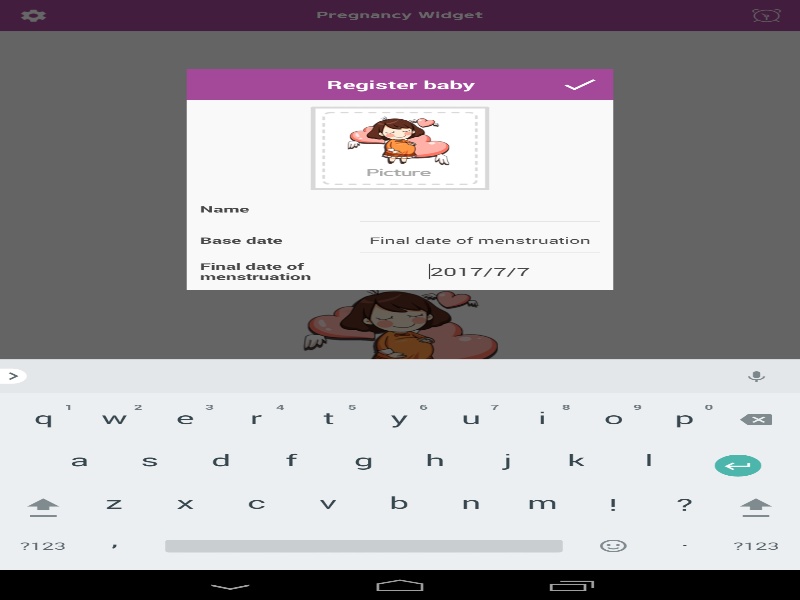 Pregnancy Widget
Register baby
Picture
Name
Base date Final date of menstruation
Final date of
menstruation
2017/7/7
>
1 2 3 4 5 6 7 8 9 0
q w e r t y u i o p
a s d f g h j k l
z x c v b n m ! ?
?123 , . ?123